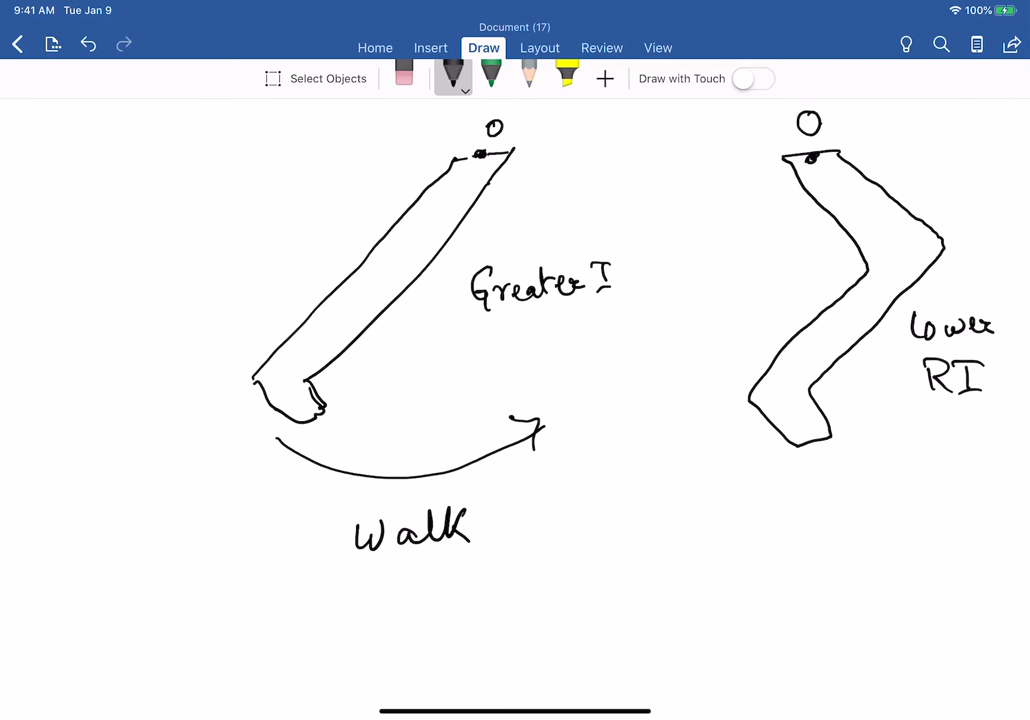 9:41 AM Tue Jan 9
100%
Document (17)
Home Insert Draw Layout Review View
Select Objects
Draw with Touch
O
O
Greater I
Lower
RI
Walk